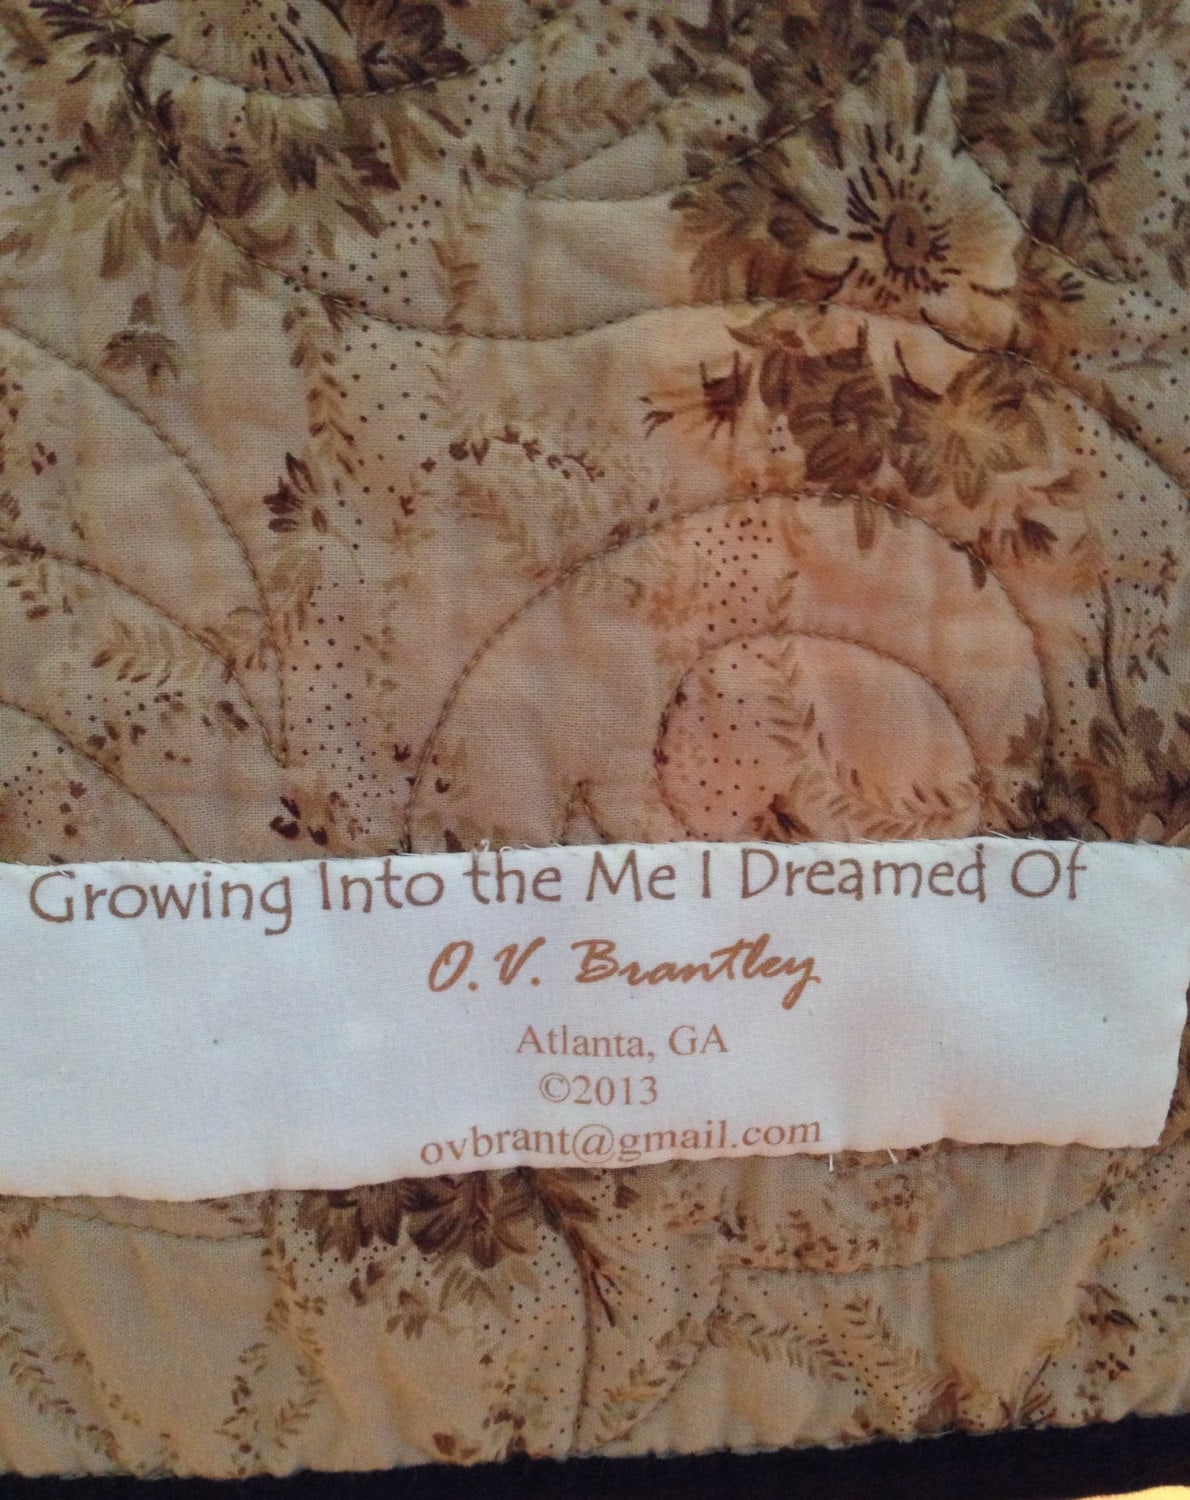 Growing Into the Me I Dreamed Of
O.V. Brantley
Atlanta, GA
©2013
ovbrant@gmail.com